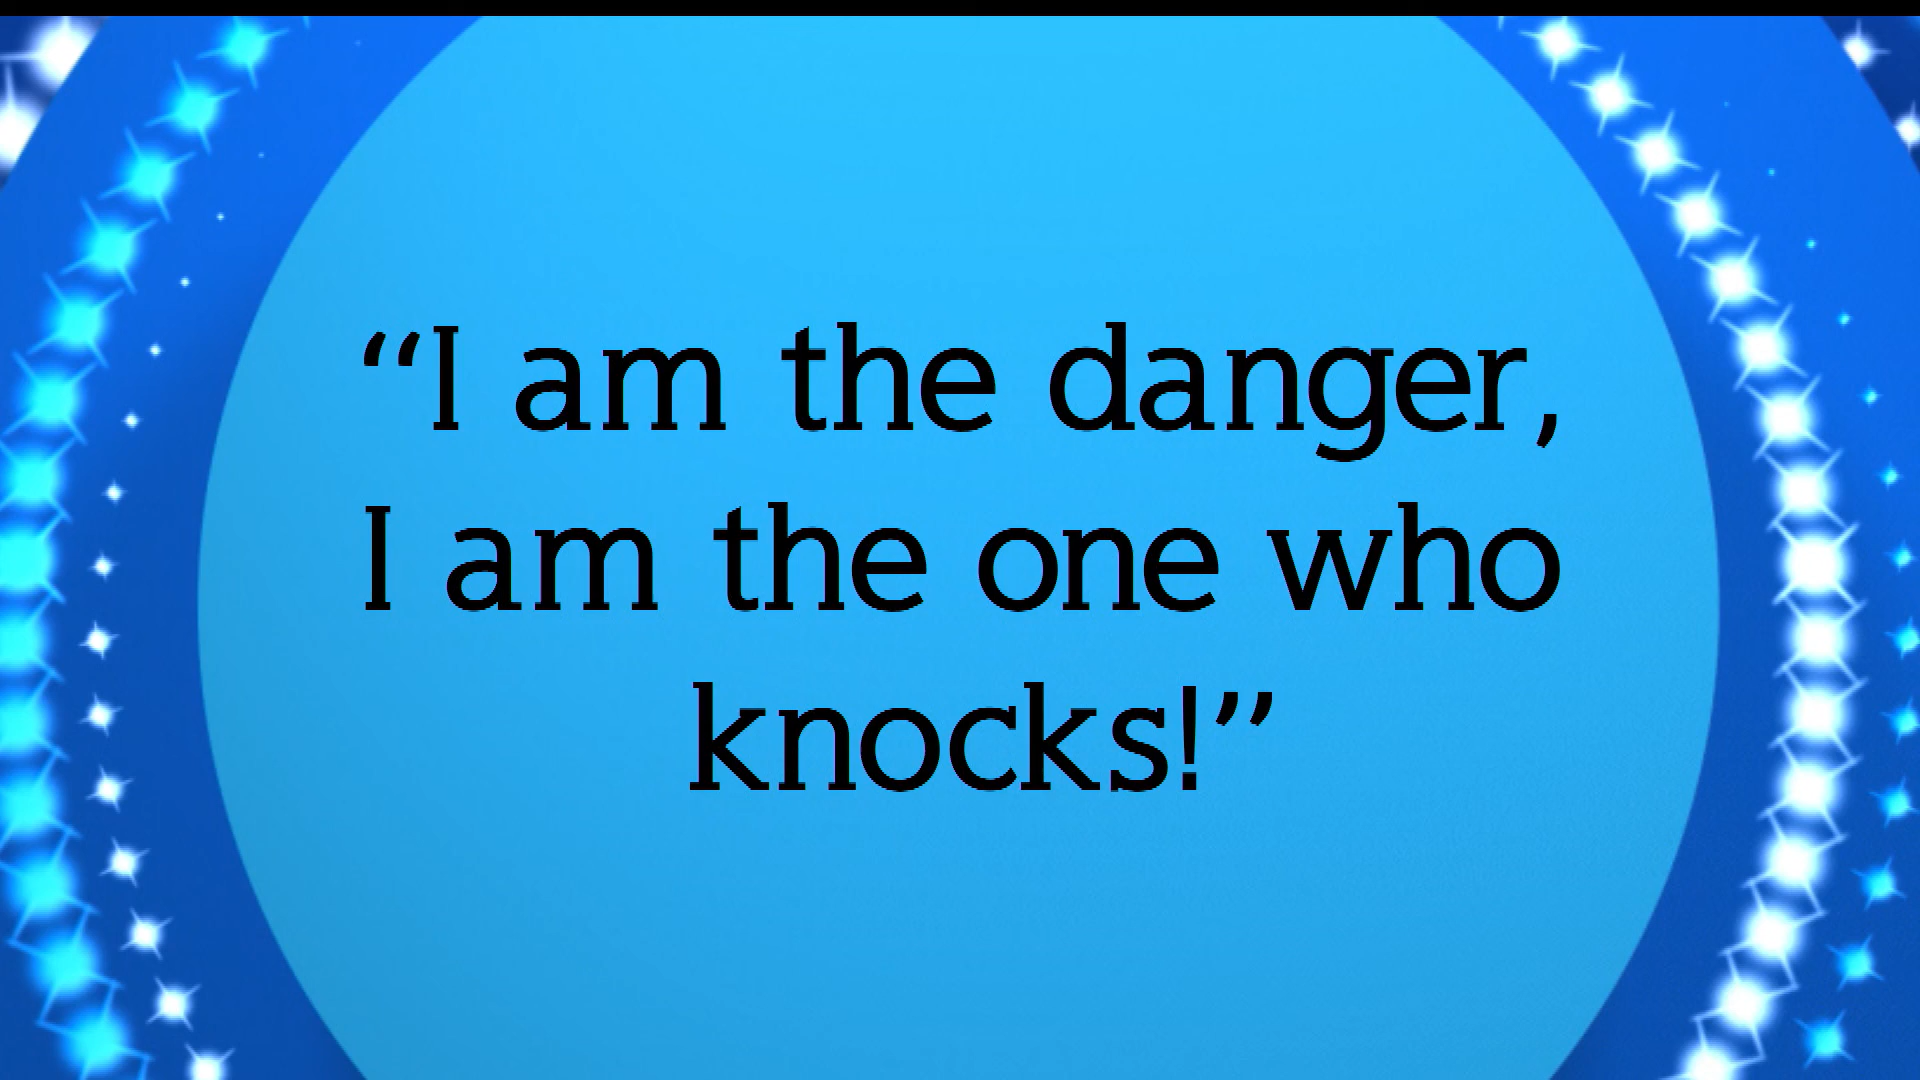 “I am the danger,
I am the one who
knocks!”